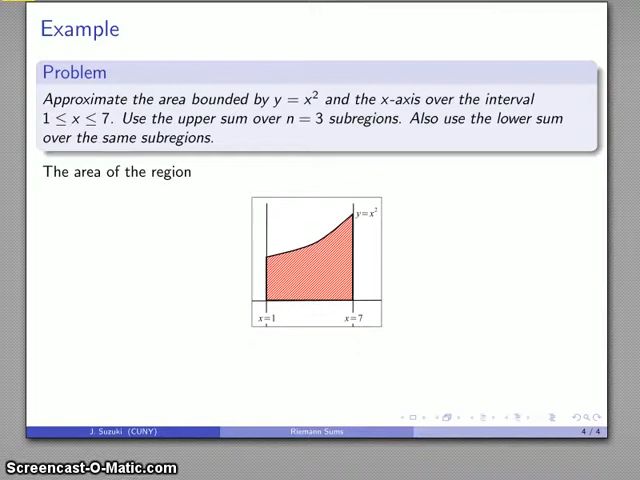 Example
Problem
Approximate the area bounded by y = x² and the x-axis over the interval
1 ≤ x ≤ 7. Use the upper sum over n = 3 subregions. Also use the lower sum
over the same subregions.
The area of the region
y=x²
x=1 x=7
J. Suzuki (CUNY) Riemann Sums 4 / 4
Screencast-O-Matic.com